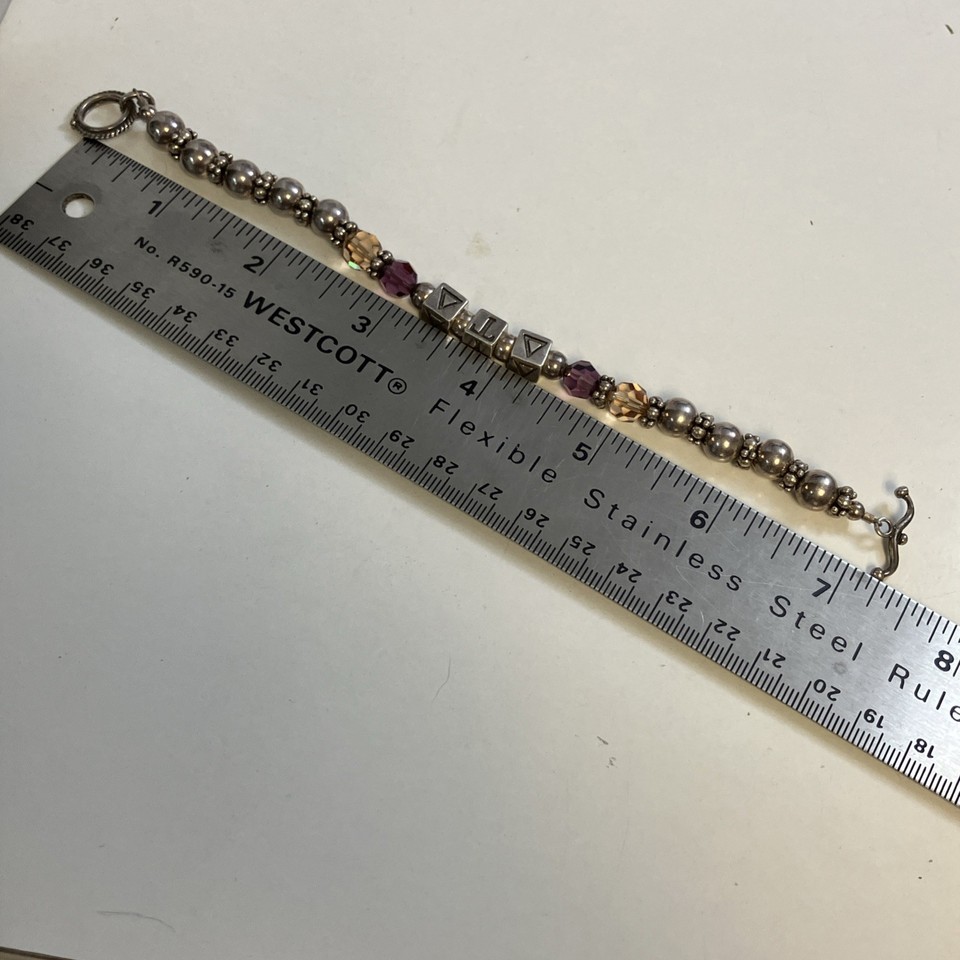 1 2 3 4 5 6 7 8
No. R590-15 WESTCOTT® Flexible Stainless Steel Rule
38 37 36 35 34 33 32 31 30 29 28 27 26 25 24 23 22 21 20 19 18
L